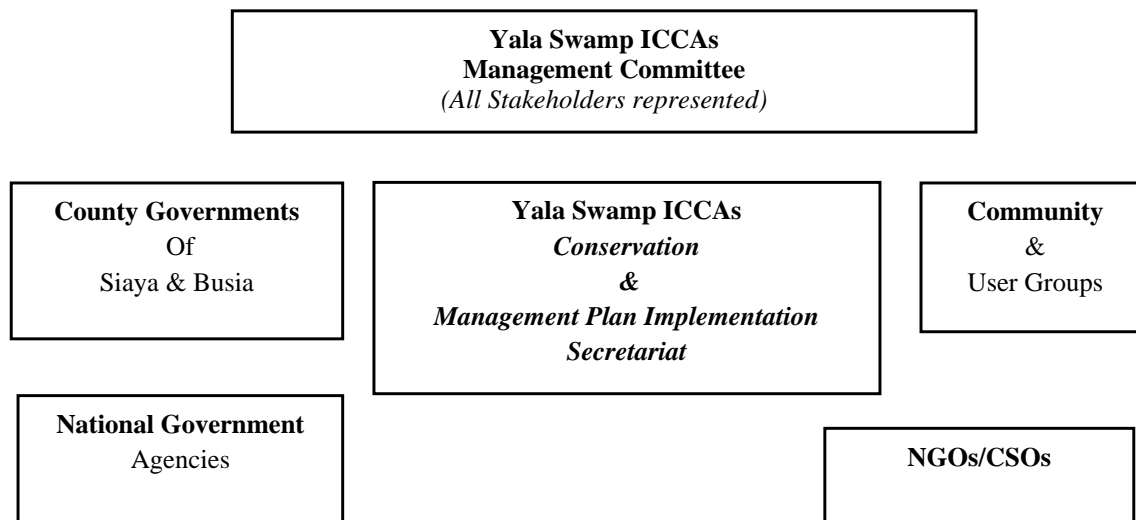 Yala Swamp ICCAs
Management Committee
(All Stakeholders represented)
County Governments
Of
Siaya & Busia
Yala Swamp ICCAs
Conservation
&
Management Plan Implementation
Secretariat
Community
&
User Groups
National Government
Agencies
NGOs/CSOs